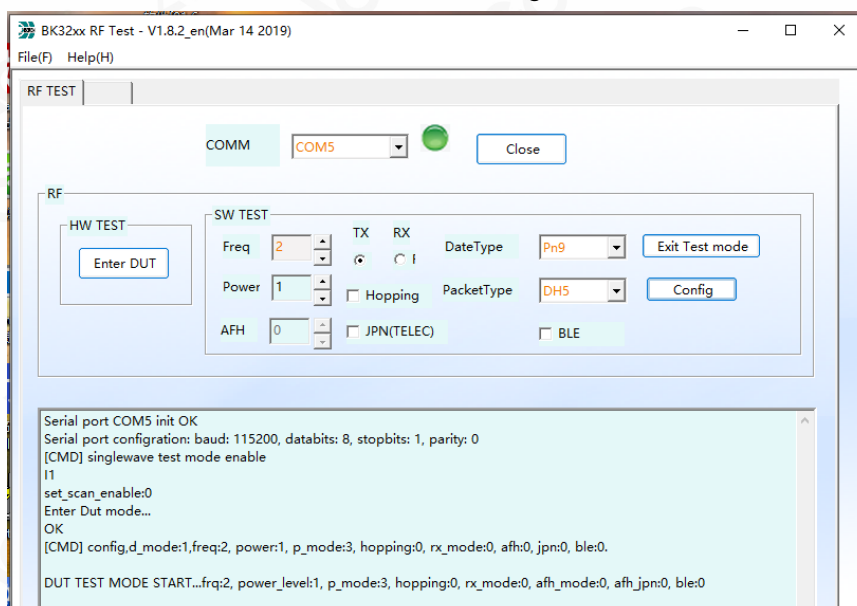 BK32xx RF Test - V1.8.2_en(Mar 14 2019)
File(F) Help(H)
RF TEST
COMM COM5 Close
RF
HW TEST
Enter DUT
SW TEST
TX RX
Freq 2 DateType Pn9 Exit Test mode
Power 1 Hopping PacketType DH5 Config
AFH 0 JPN(TELEC) BLE
Serial port COM5 init OK
Serial port configration: baud: 115200, databits: 8, stopbits: 1, parity: 0
[CMD] singlewave test mode enable
I1
set_scan_enable:0
Enter Dut mode...
OK
[CMD] config,d_mode:1,freq:2, power:1, p_mode:3, hopping:0, rx_mode:0, afh:0, jpn:0, ble:0.
DUT TEST MODE START...frq:2, power_level:1, p_mode:3, hopping:0, rx_mode:0, afh_mode:0, afh_jpn:0, ble:0